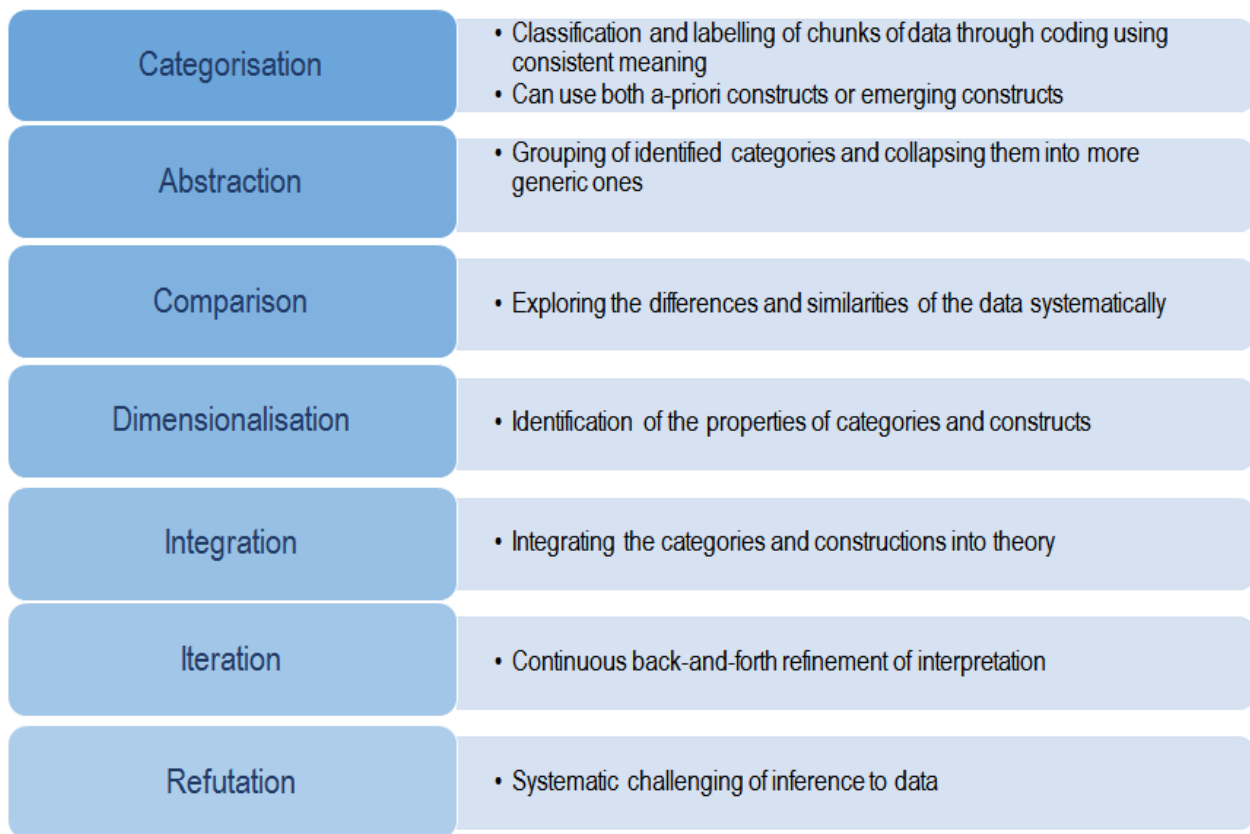 Categorisation
• Classification and labelling of chunks of data through coding using
consistent meaning
• Can use both a-priori constructs or emerging constructs
Abstraction
• Grouping of identified categories and collapsing them into more
generic ones
Comparison
• Exploring the differences and similarities of the data systematically
Dimensionalisation
• Identification of the properties of categories and constructs
Integration
• Integrating the categories and constructions into theory
Iteration
• Continuous back-and-forth refinement of interpretation
Refutation
• Systematic challenging of inference to data